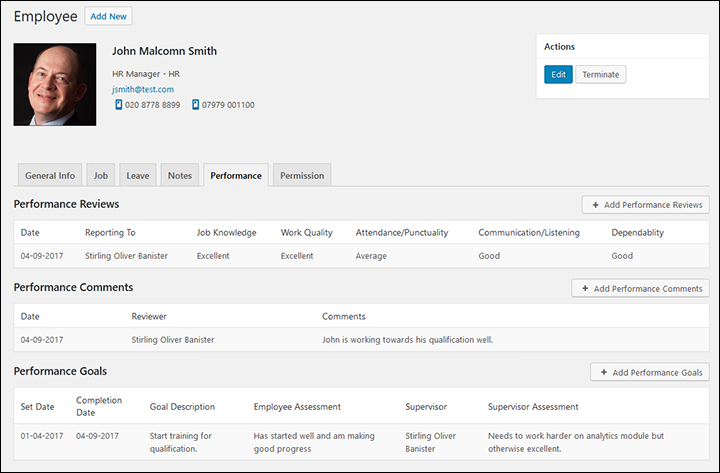 Employee Add New
John Malcomn Smith
HR Manager - HR
jsmith@test.com
020 8778 8899 07979 001100
Actions
Edit Terminate
General Info Job Leave Notes Performance Permission
Performance Reviews + Add Performance Reviews
Date Reporting To Job Knowledge Work Quality Attendance/Punctuality Communication/Listening Dependablity
04-09-2017 Stirling Oliver Banister Excellent Excellent Average Good Good
Performance Comments + Add Performance Comments
Date Reviewer Comments
04-09-2017 Stirling Oliver Banister John is working towards his qualification well.
Performance Goals + Add Performance Goals
Set Date Completion Date Goal Description Employee Assessment Supervisor Supervisor Assessment
01-04-2017 04-09-2017 Start training for qualification. Has started well and am making good progress Stirling Oliver Banister Needs to work harder on analytics module but otherwise excellent.